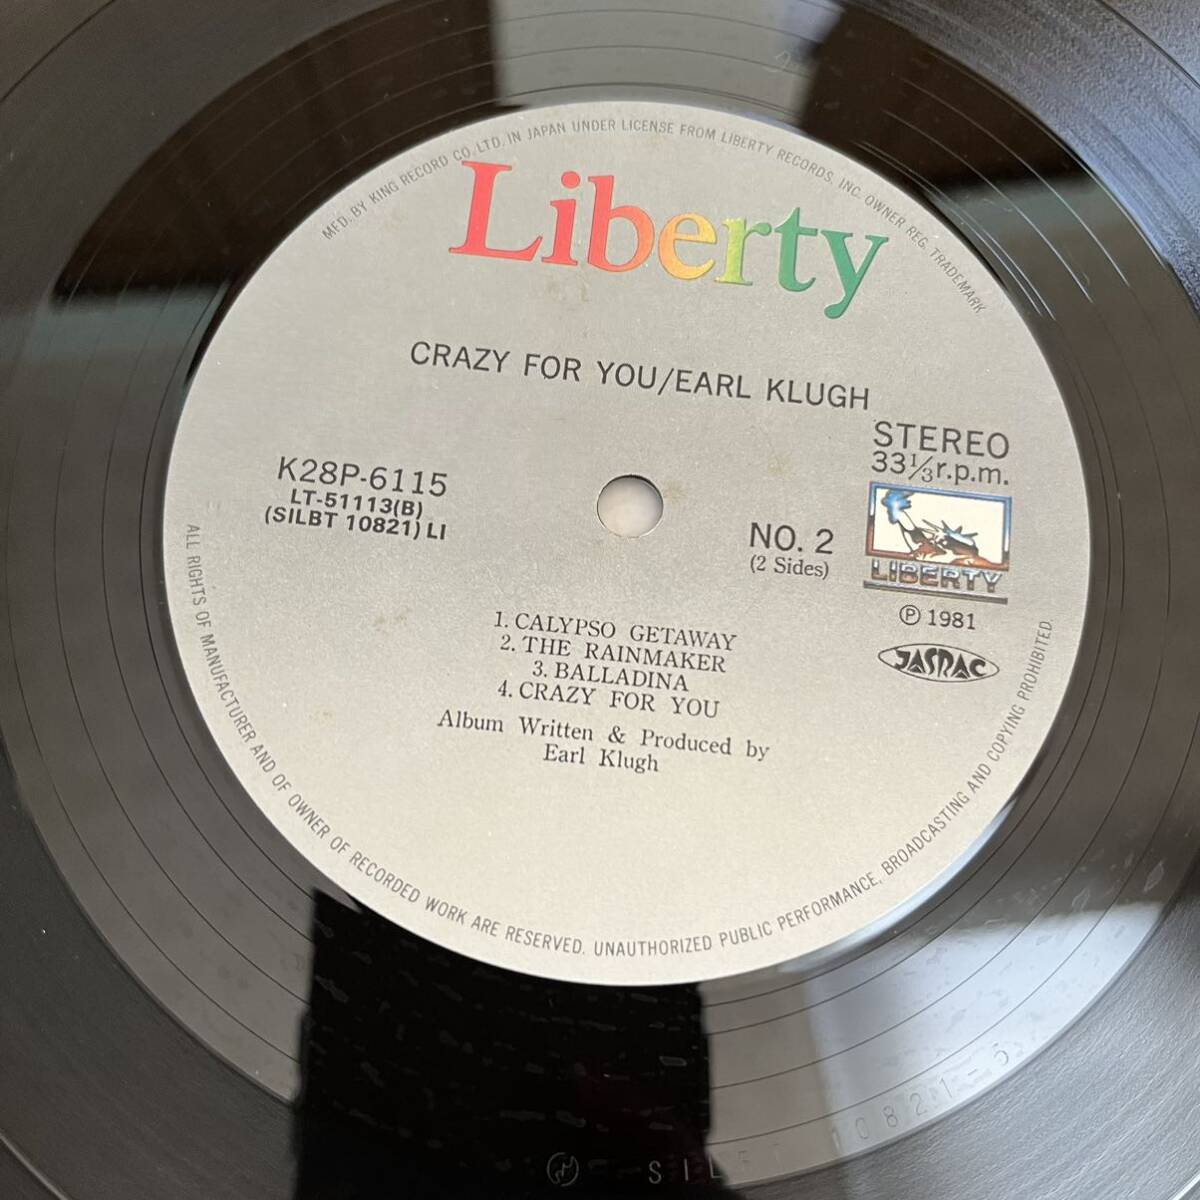 MFD. BY KING RECORD CO. LTD. IN JAPAN UNDER LICENSE FROM LIBERTY RECORDS, INC. OWNER REG. TRADEMARK
Liberty
CRAZY FOR YOU/EARL KLUGH
STEREO
33⅓r.p.m.
K28P-6115
LT-51113(B)
(SILBT 10821) LI
NO. 2
(2 Sides)
LIBERTY
Ⓟ 1981
JASRAC
1. CALYPSO GETAWAY
2. THE RAINMAKER
3. BALLADINA
4. CRAZY FOR YOU
Album Written & Produced by
Earl Klugh
ALL RIGHTS OF MANUFACTURER AND OF OWNER OF RECORDED WORK ARE RESERVED. UNAUTHORIZED PUBLIC PERFORMANCE, BROADCASTING AND COPYING PROHIBITED.
10821-5